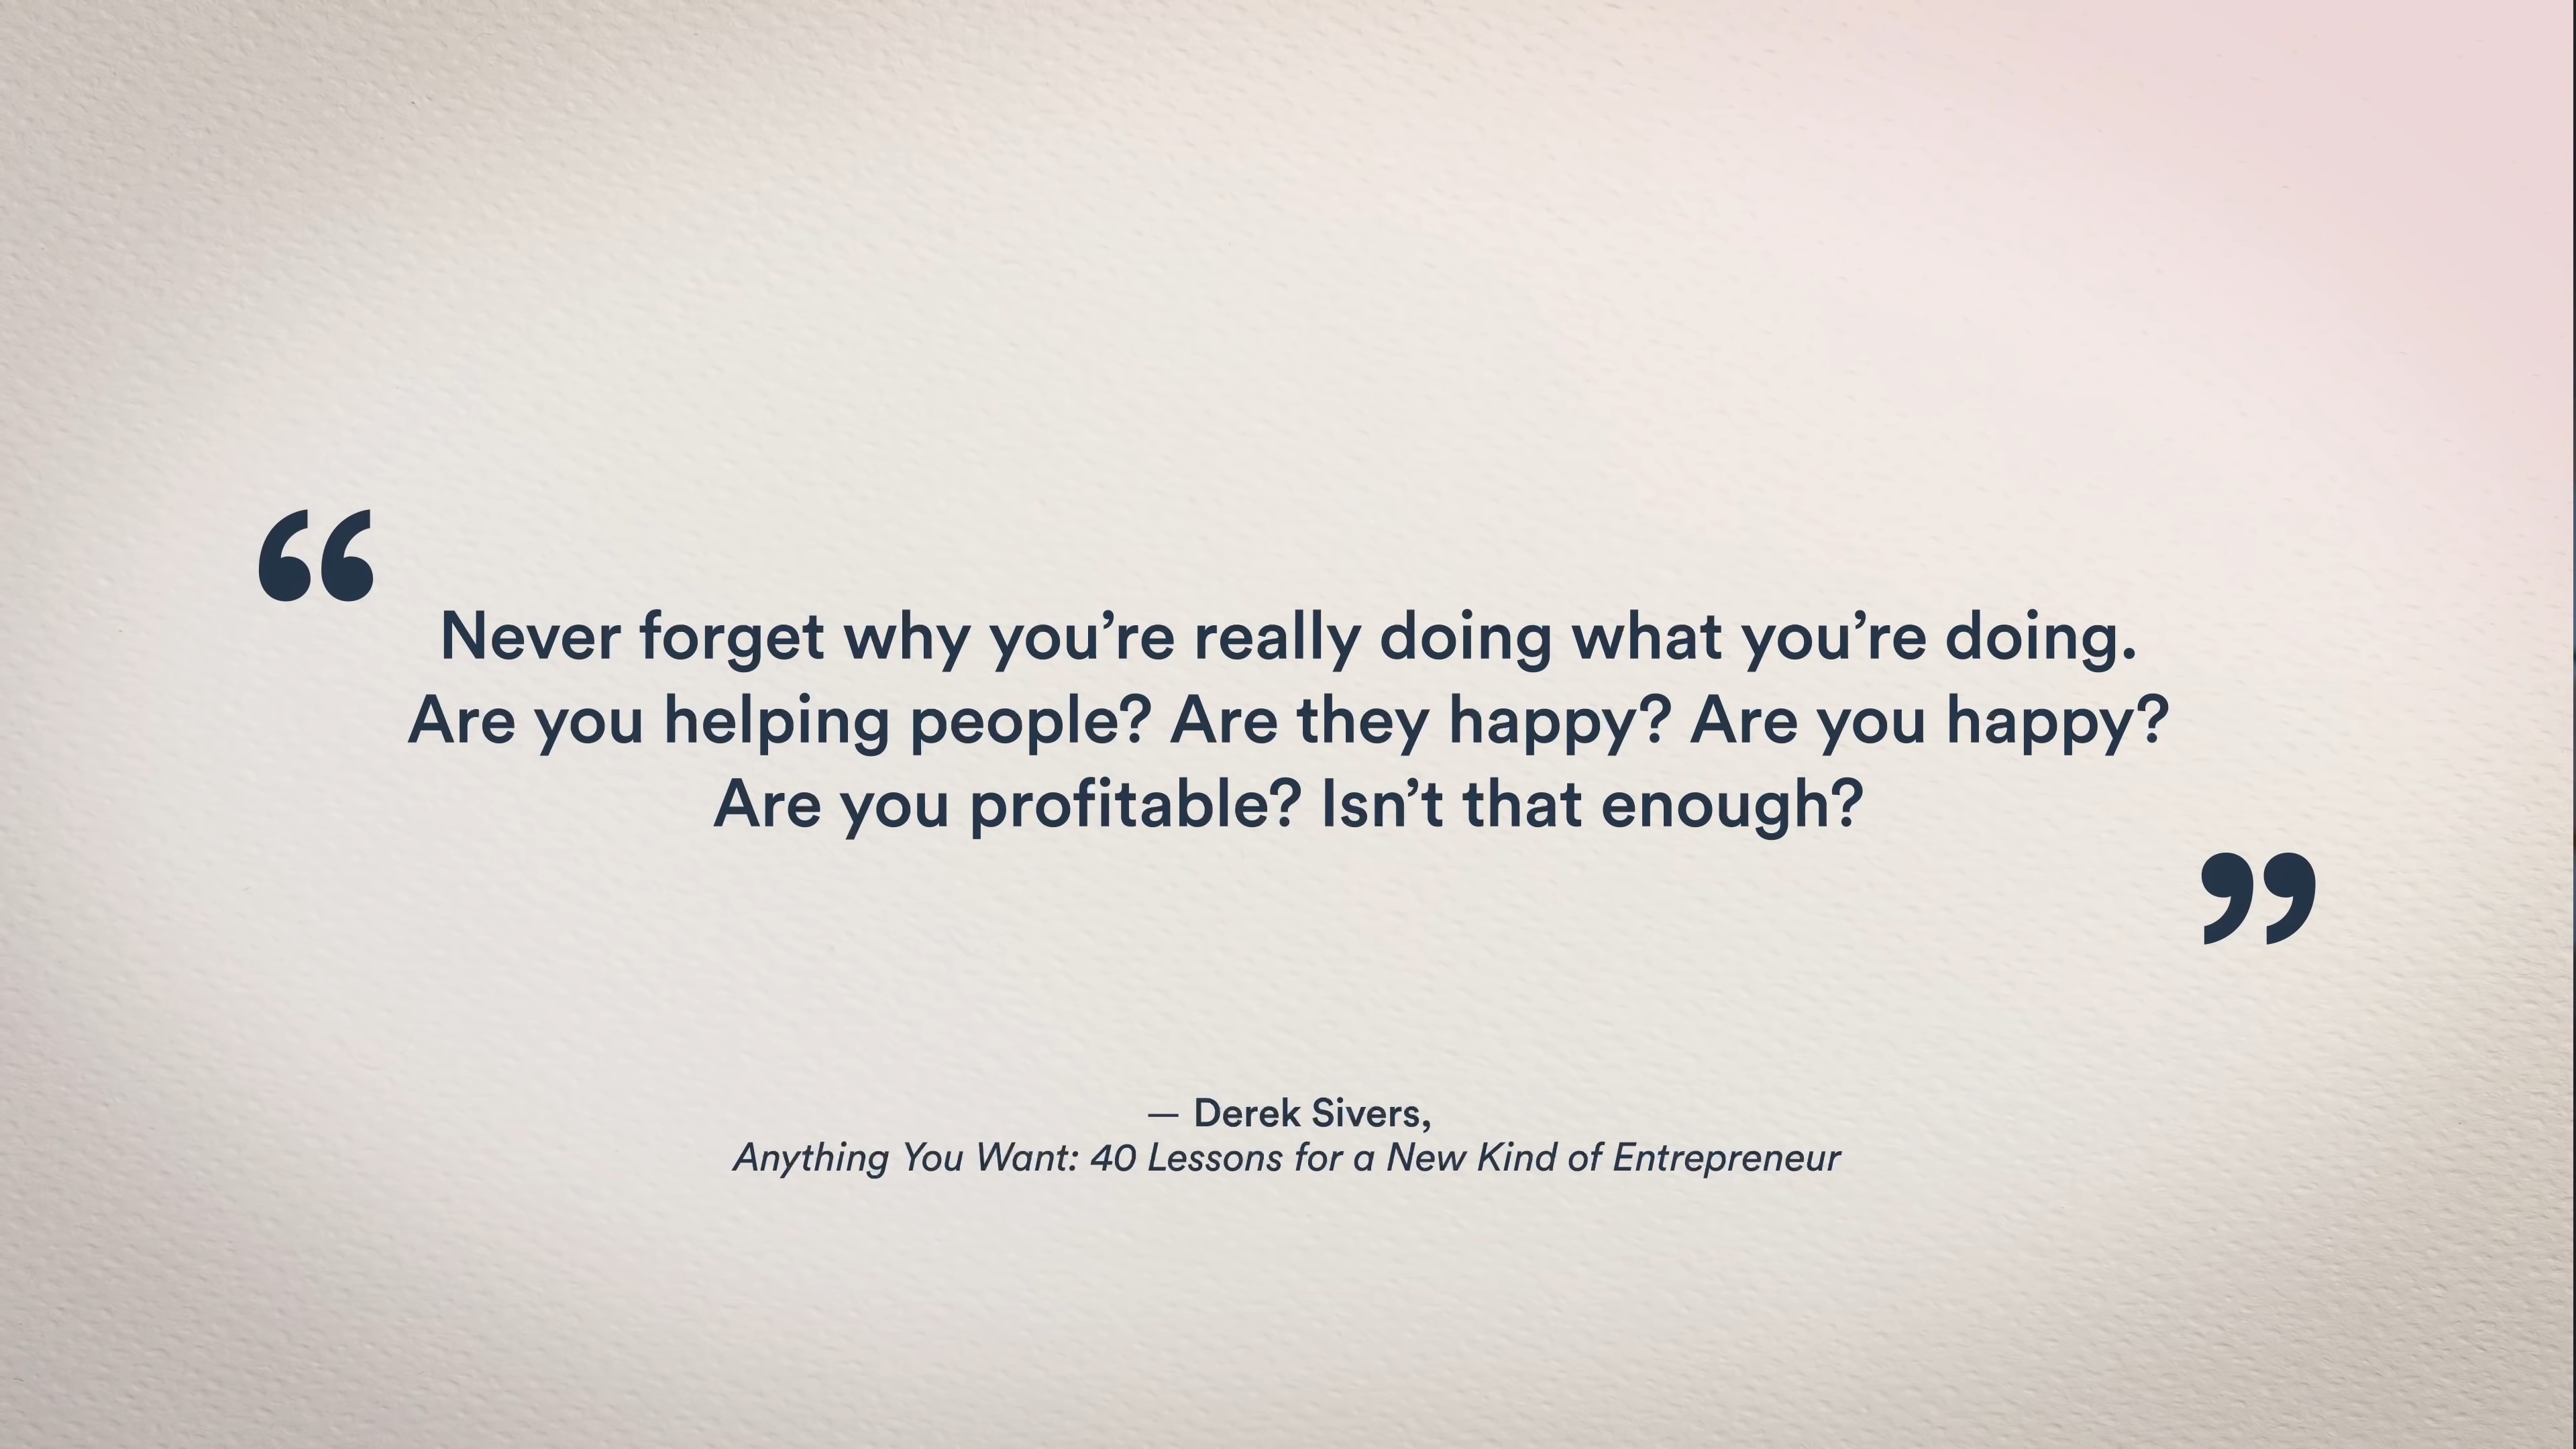 “
Never forget why you’re really doing what you’re doing.
Are you helping people? Are they happy? Are you happy?
Are you profitable? Isn’t that enough?
”
— Derek Sivers,
Anything You Want: 40 Lessons for a New Kind of Entrepreneur